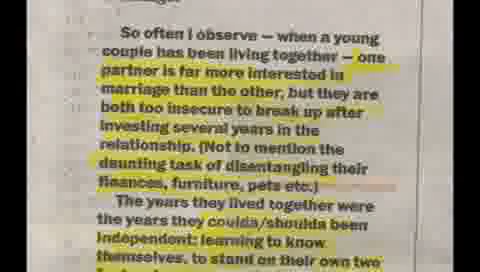 So often I observe — when a young
couple has been living together — one
partner is far more interested in
marriage than the other, but they are
both too insecure to break up after
investing several years in the
relationship. (Not to mention the
daunting task of disentangling their
finances, furniture, pets etc.)
The years they lived together were
the years they coulda/shoulda been
independent: learning to know
themselves, to stand on their own two